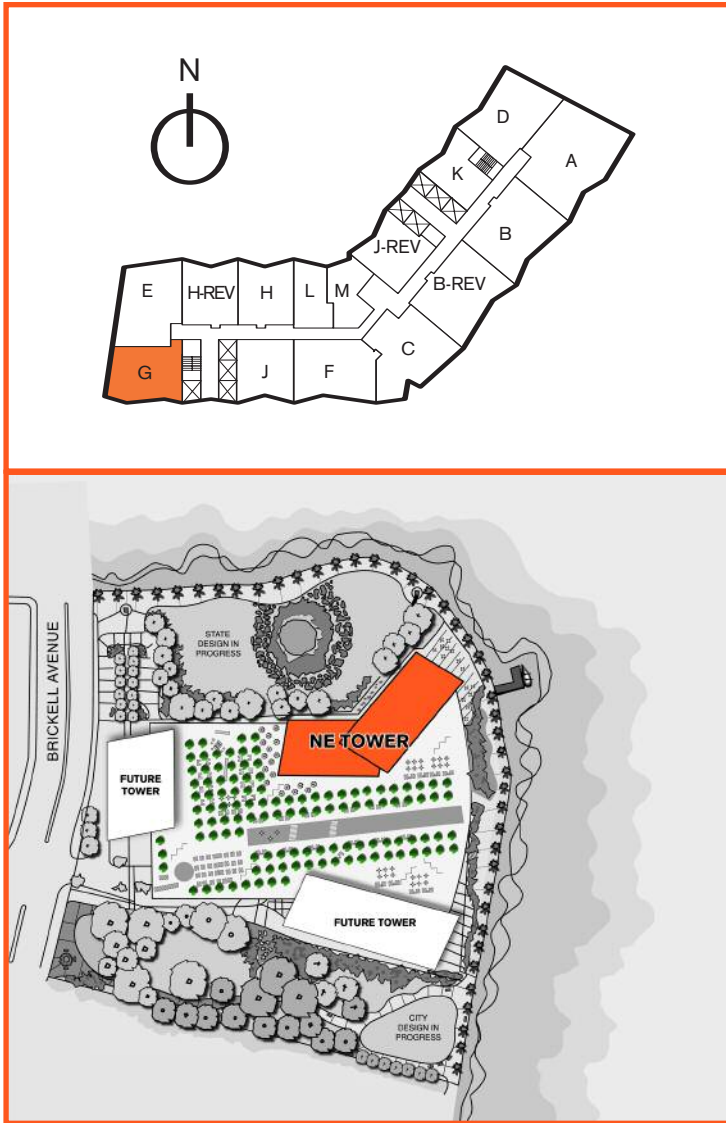 N
D
A
K
B
J-REV
B-REV
E
H-REV
H
L
M
C
G
J
F
BRICKELL AVENUE
STATE
DESIGN IN
PROGRESS
NE TOWER
FUTURE
TOWER
FUTURE TOWER
CITY
DESIGN IN
PROGRESS